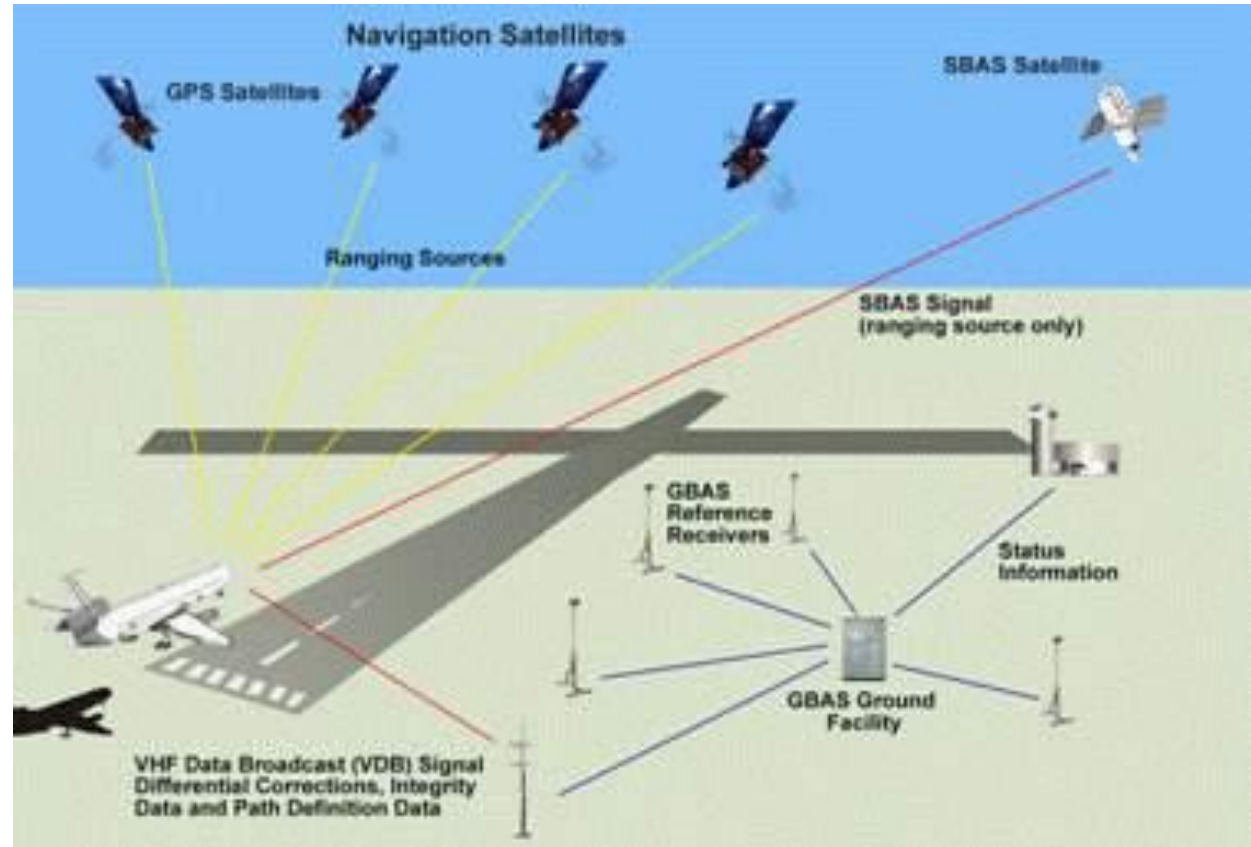 Navigation Satellites
GPS Satellites
SBAS Satellite
Ranging Sources
SBAS Signal
(ranging source only)
GBAS
Reference
Receivers
Status
Information
GBAS Ground
Facility
VHF Data Broadcast (VDB) Signal
Differential Corrections, Integrity
Data and Path Definition Data